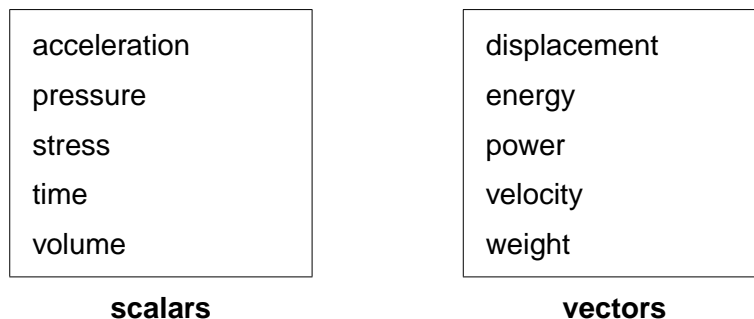 acceleration
pressure
stress
time
volume
scalars
displacement
energy
power
velocity
weight
vectors